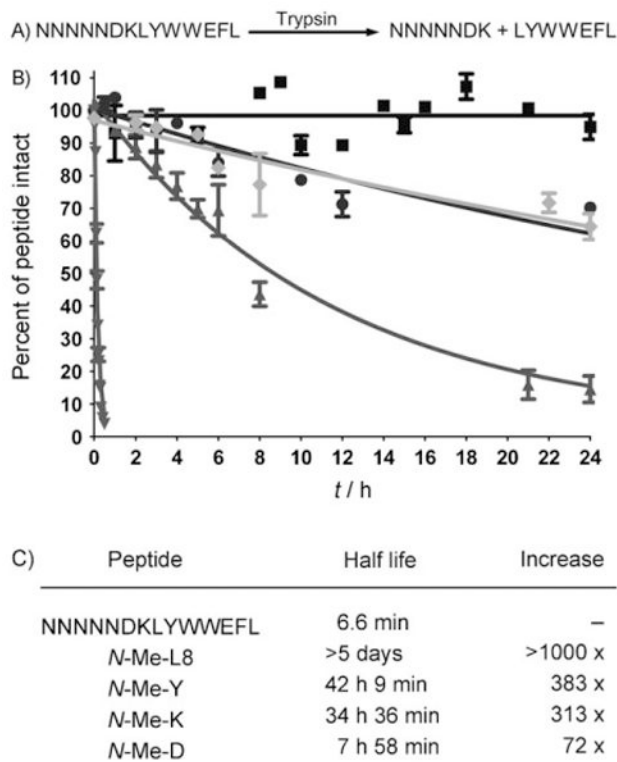 A) NNNNNDKLYWWEFL Trypsin NNNNNDK + LYWWEFL
B)
Percent of peptide intact
110
100
90
80
70
60
50
40
30
20
10
0
0 2 4 6 8 10 12 14 16 18 20 22 24
t / h
C) Peptide Half life Increase
NNNNNDKLYWWEFL 6.6 min –
N-Me-L8 >5 days >1000 x
N-Me-Y 42 h 9 min 383 x
N-Me-K 34 h 36 min 313 x
N-Me-D 7 h 58 min 72 x